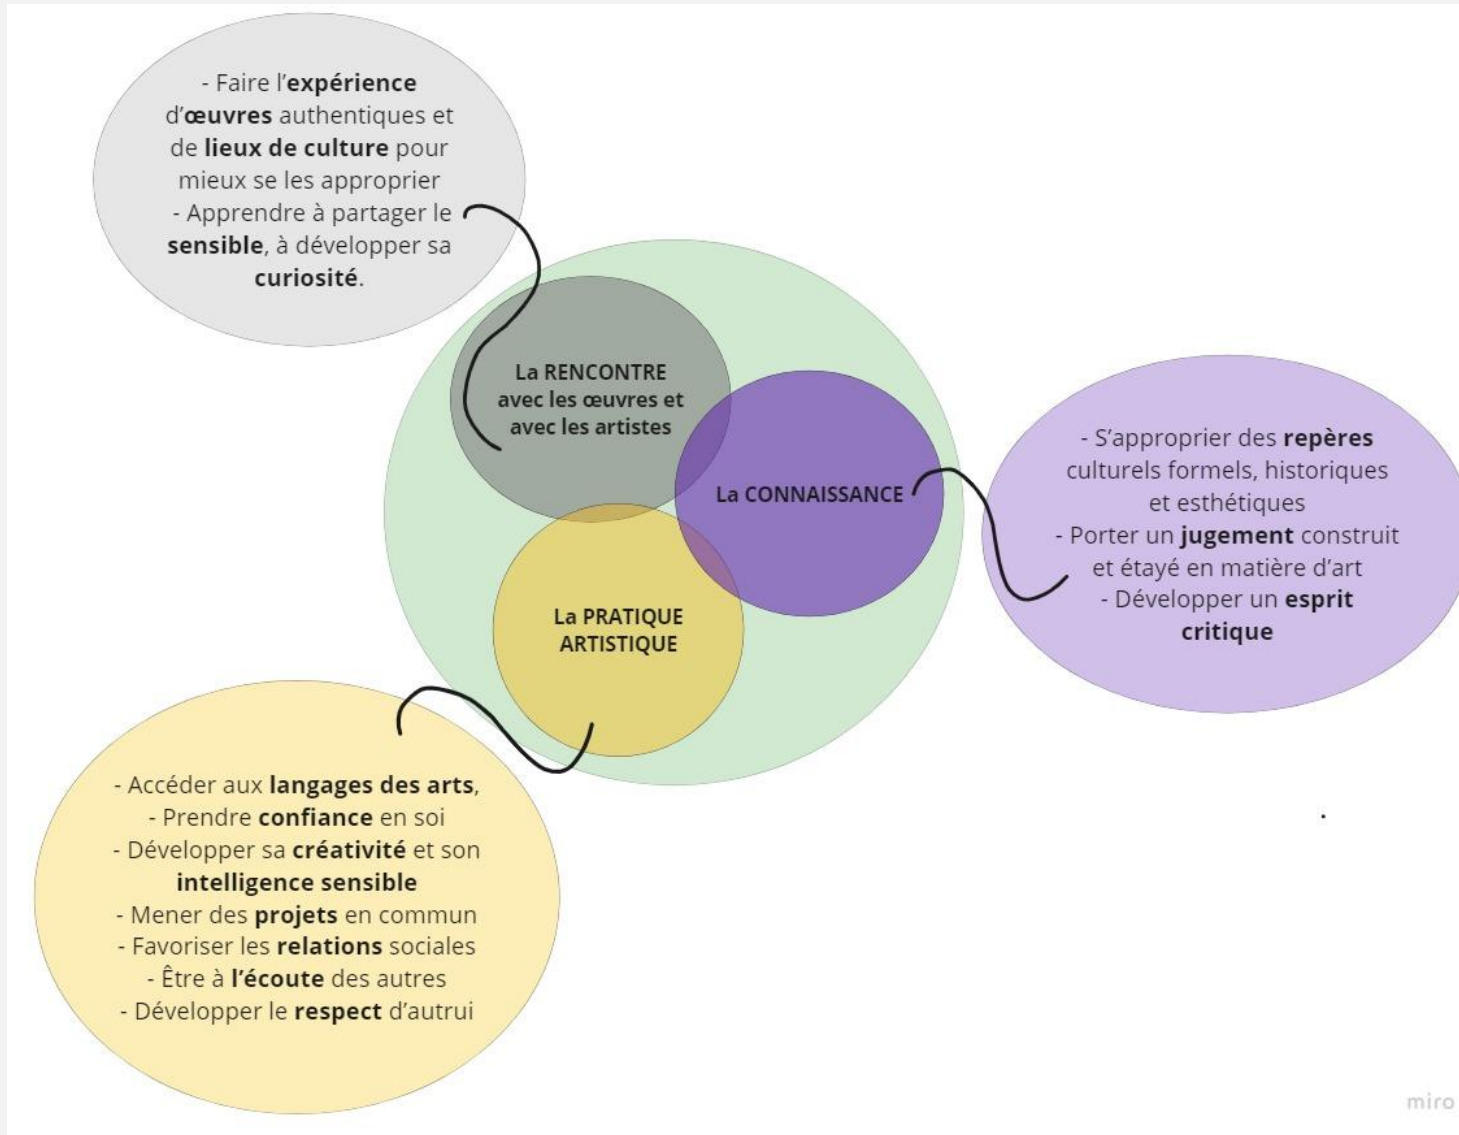 - Faire l'expérience
d'œuvres authentiques et
de lieux de culture pour
mieux se les approprier
- Apprendre à partager le
sensible, à développer sa
curiosité.
La RENCONTRE
avec les œuvres et
avec les artistes
La CONNAISSANCE
- S'approprier des repères
culturels formels, historiques
et esthétiques
- Porter un jugement construit
et étayé en matière d'art
- Développer un esprit
critique
La PRATIQUE
ARTISTIQUE
- Accéder aux langages des arts,
- Prendre confiance en soi
- Développer sa créativité et son
intelligence sensible
- Mener des projets en commun
- Favoriser les relations sociales
- Être à l'écoute des autres
- Développer le respect d'autrui
.
miro